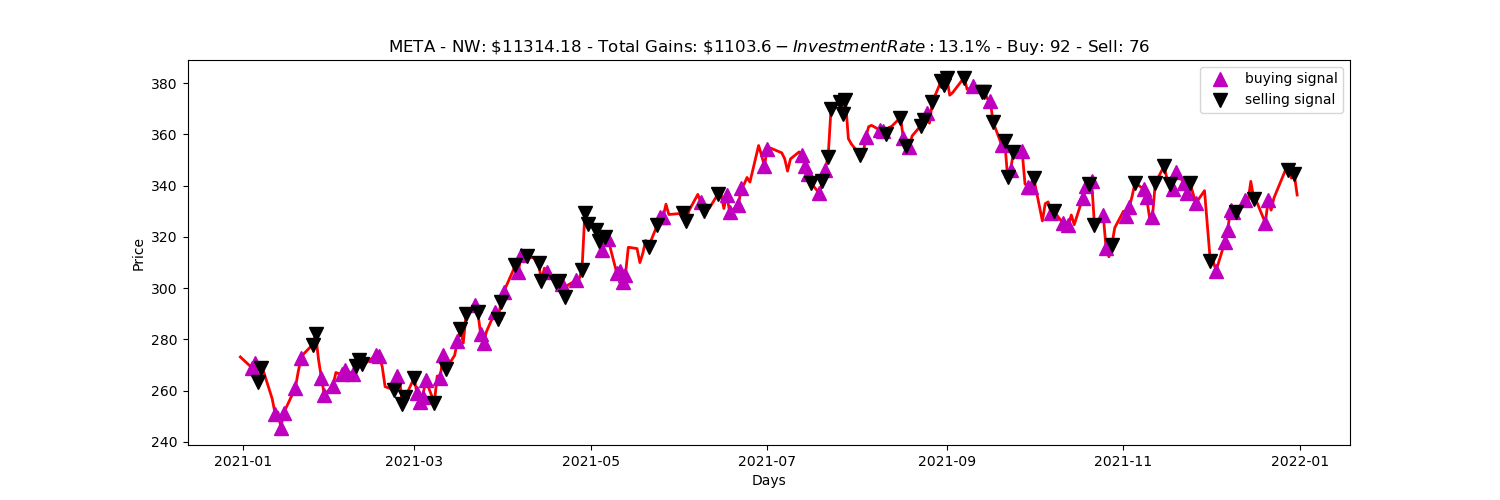 META - NW: $11314.18 - Total Gains: $1103.6 - InvestmentRate : 13.1% - Buy: 92 - Sell: 76
buying signal
selling signal
380
360
340
320
300
280
260
240
Price
2021-01 2021-03 2021-05 2021-07 2021-09 2021-11 2022-01
Days